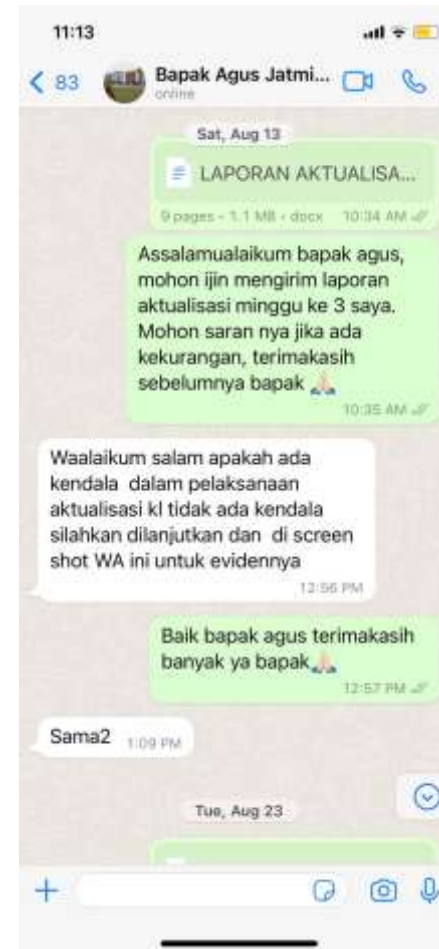 11:13
83
Bapak Agus Jatmi...
online
Sat, Aug 13
LAPORAN AKTUALISA...
9 pages • 1.1 MB • docx 10:34 AM
Assalamualaikum bapak agus,
mohon ijin mengirim laporan
aktualisasi minggu ke 3 saya.
Mohon saran nya jika ada
kekurangan, terimakasih
sebelumnya bapak 🙏🏻
10:35 AM
Waalaikum salam apakah ada
kendala dalam pelaksanaan
aktualisasi kl tidak ada kendala
silahkan dilanjutkan dan di screen
shot WA ini untuk evidennya
12:56 PM
Baik bapak agus terimakasih
banyak ya bapak🙏🏻
12:57 PM
Sama2 1:09 PM
Tue, Aug 23